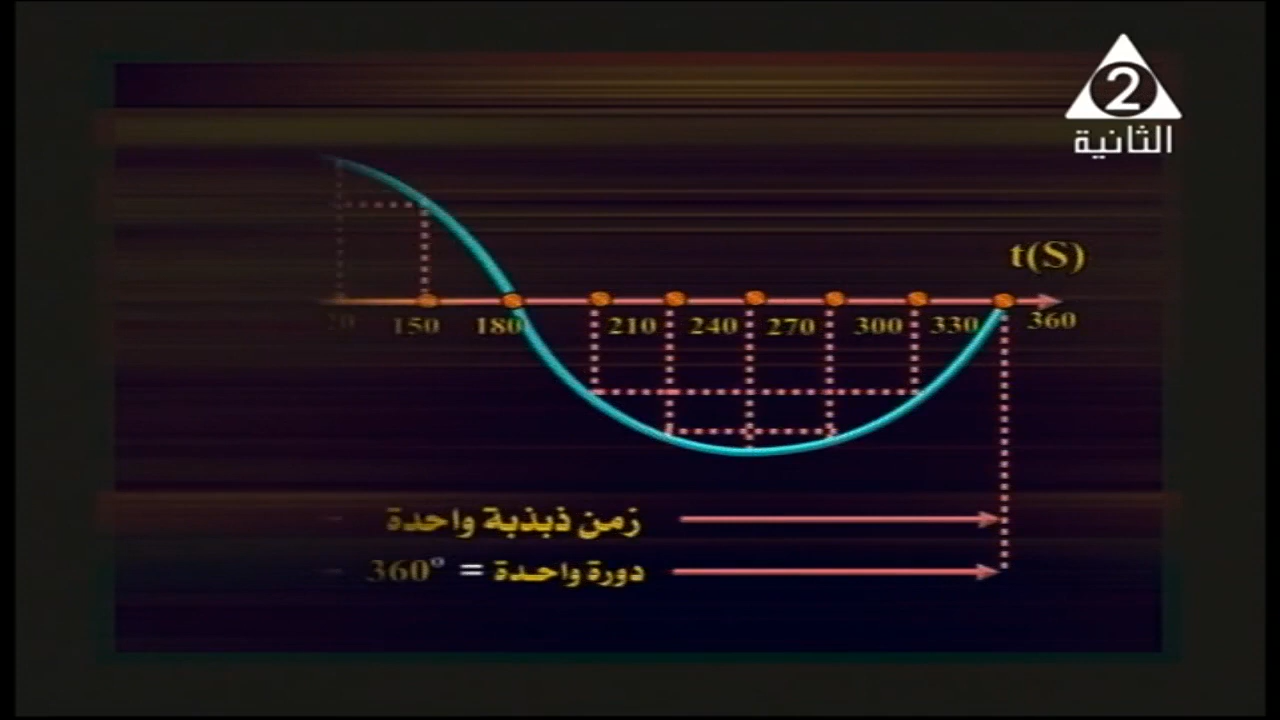 2
الثانية
t(S)
150 180 210 240 270 300 330 360
زمن ذبذبة واحدة
دورة واحدة = 360°